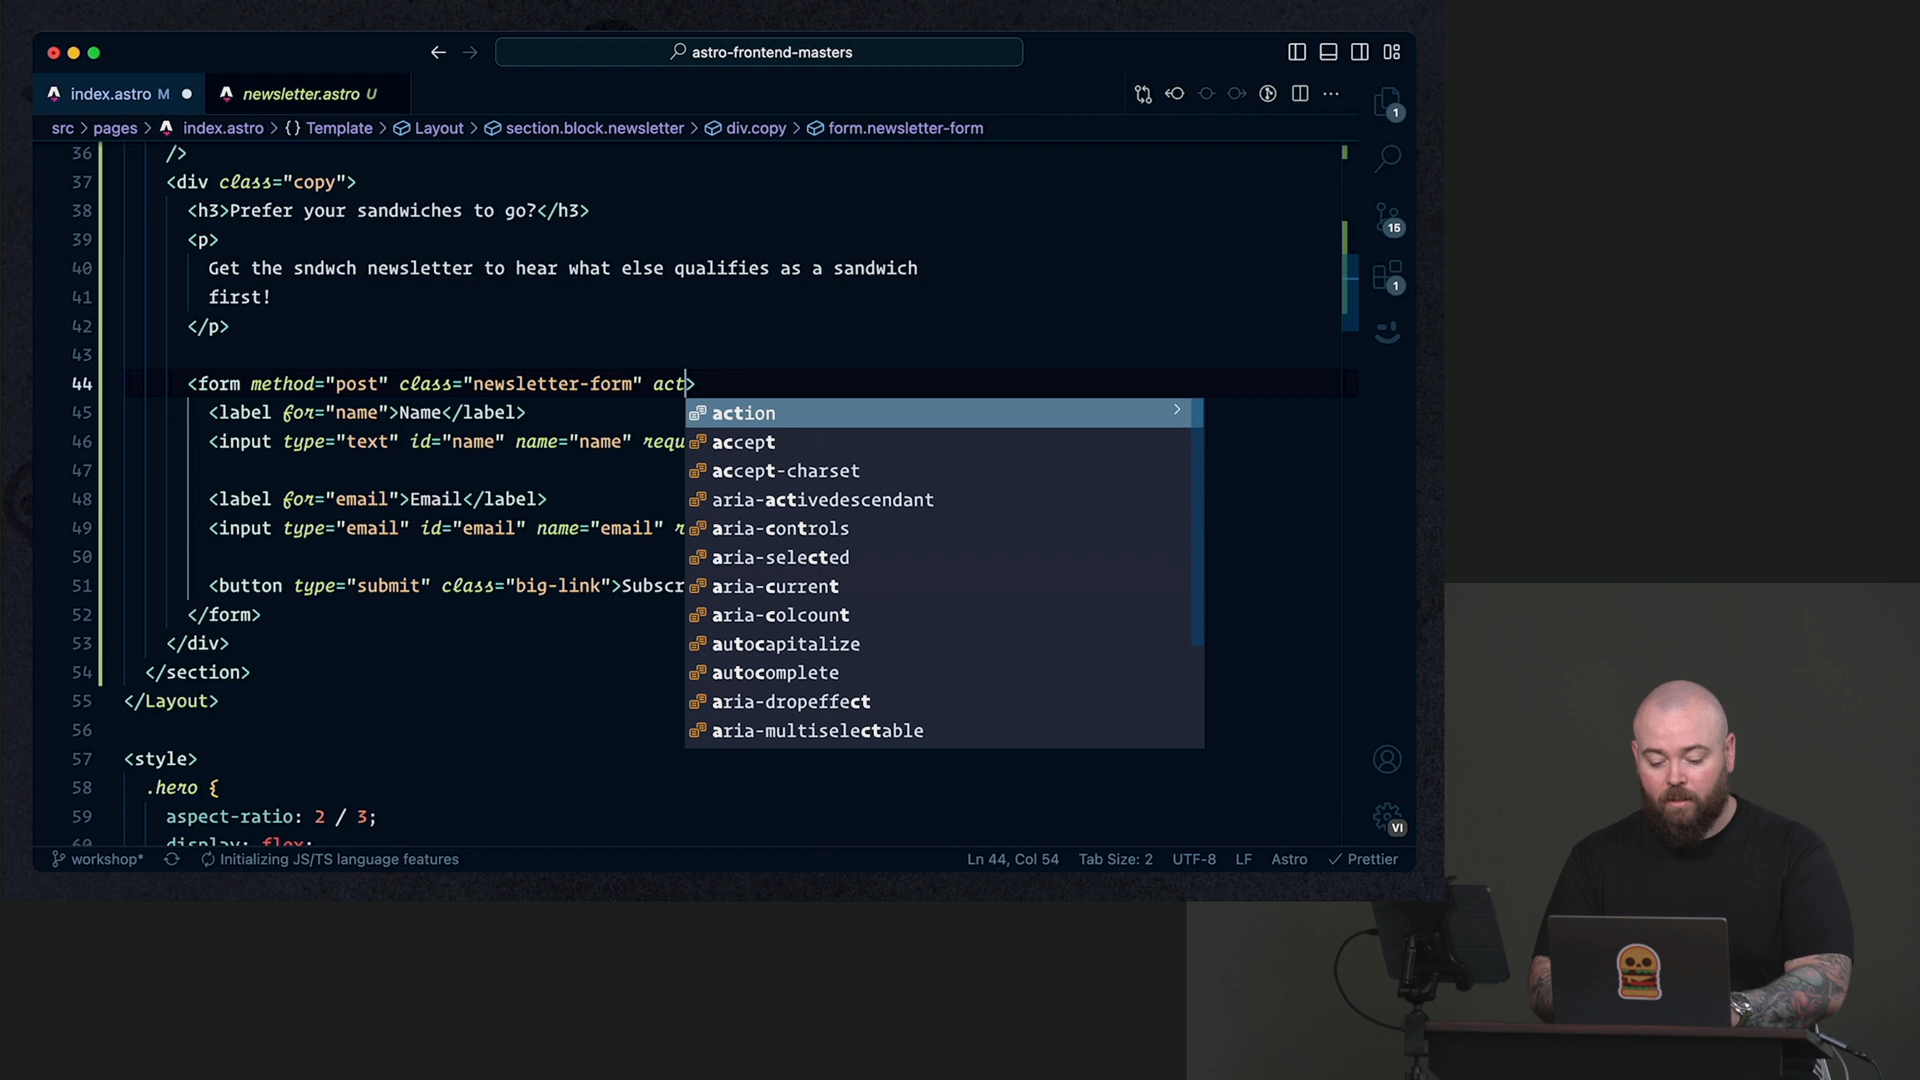 astro-frontend-masters
index.astro M
newsletter.astro U
src > pages > index.astro > {} Template > Layout > section.block.newsletter > div.copy > form.newsletter-form
1
36 />
37 <div class="copy">
38 <h3>Prefer your sandwiches to go?</h3>
39 <p>
40 Get the sndwch newsletter to hear what else qualifies as a sandwich
41 first!
42 </p>
43
44 <form method="post" class="newsletter-form" act>
45 <label for="name">Name</label>
46 <input type="text" id="name" name="name" requ
47
48 <label for="email">Email</label>
49 <input type="email" id="email" name="email" r
50
51 <button type="submit" class="big-link">Subscr
52 </form>
53 </div>
54 </section>
55 </Layout>
56
57 <style>
58 .hero {
59 aspect-ratio: 2 / 3;
60 display: flex;
action
accept
accept-charset
aria-activedescendant
aria-controls
aria-selected
aria-current
aria-colcount
autocapitalize
autocomplete
aria-dropeffect
aria-multiselectable
15
1
VI
workshop* Initializing JS/TS language features Ln 44, Col 54 Tab Size: 2 UTF-8 LF Astro Prettier